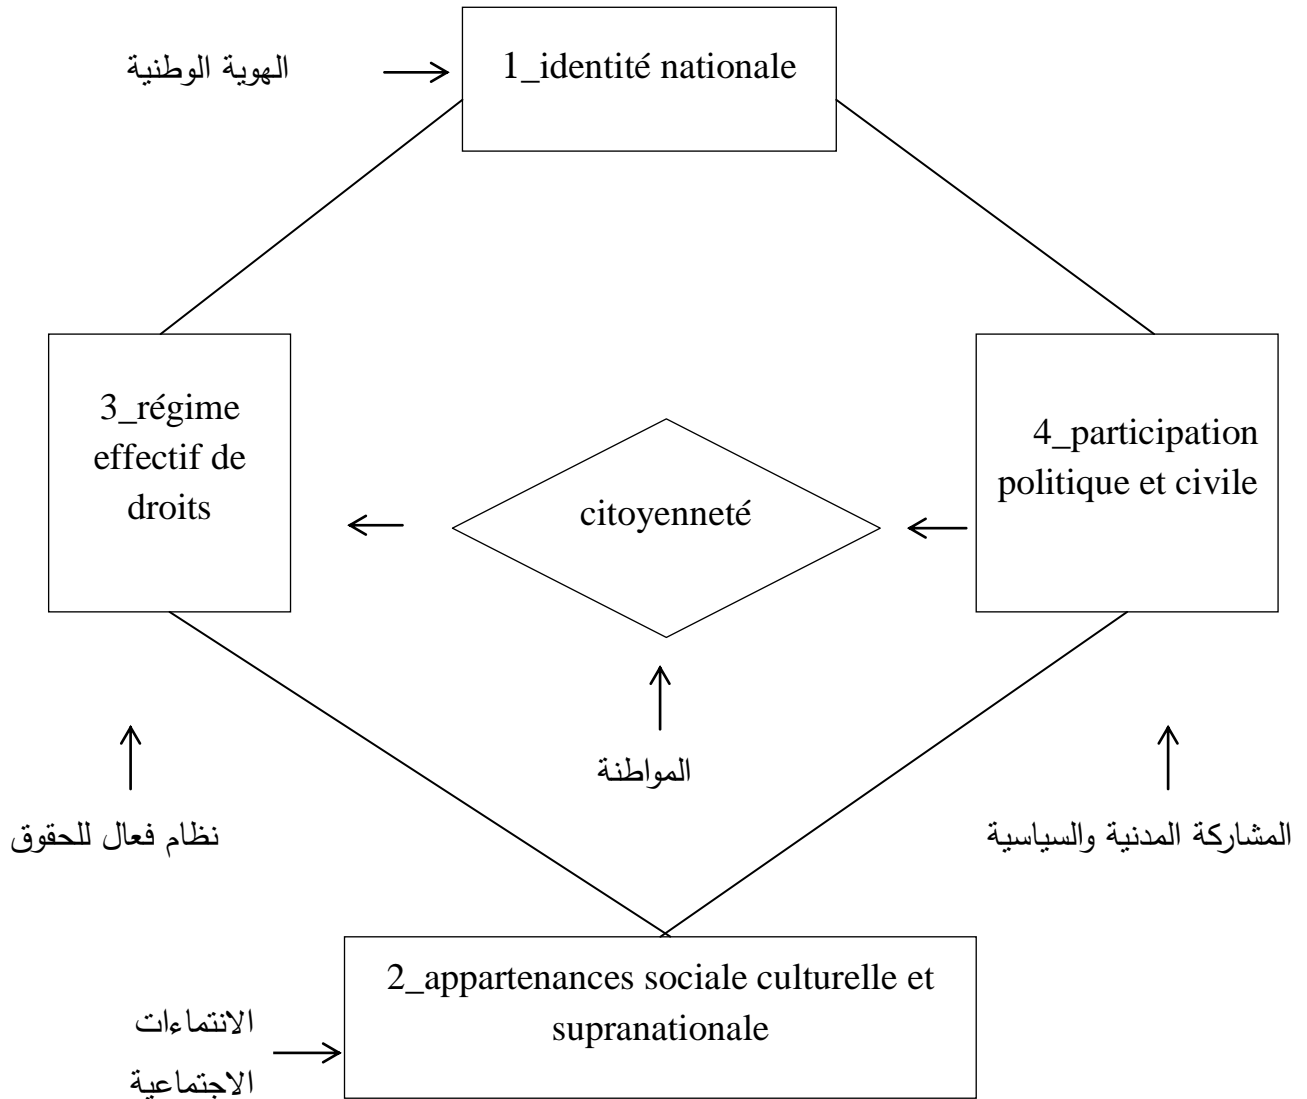 الهوية الوطنية
1_identité nationale
3_régime
effectif de
droits
citoyenneté
4_participation
politique et civile
المواطنة
نظام فعال للحقوق
المشاركة المدنية والسياسية
2_appartenances sociale culturelle et
supranationale
الانتماءات
الاجتماعية